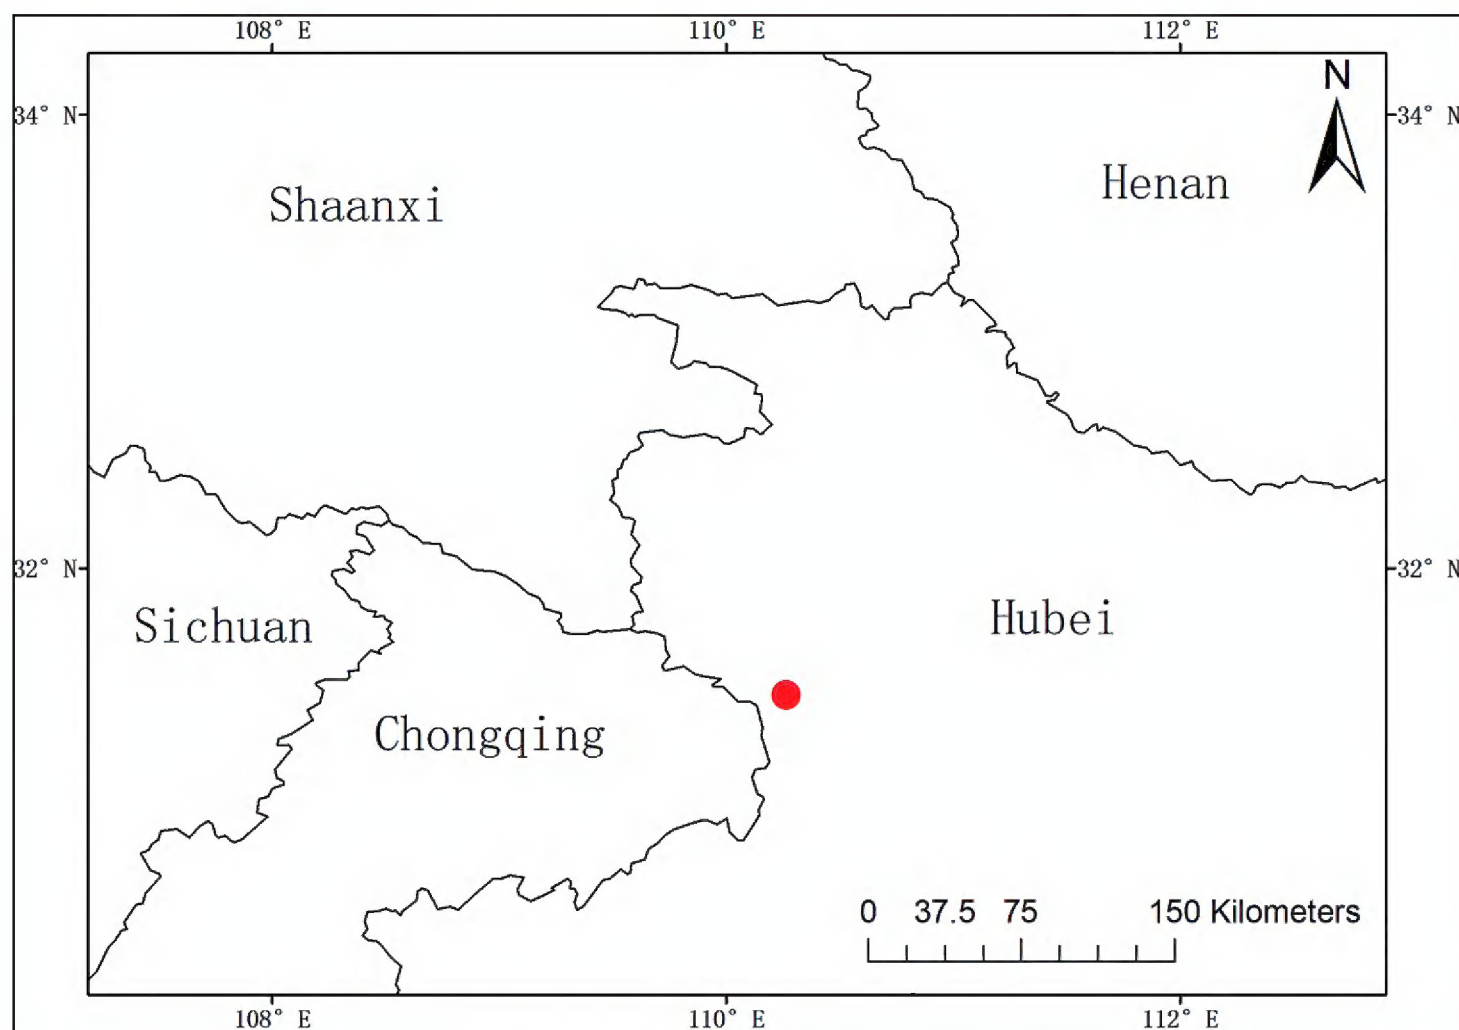 108° E 110° E 112° E
N
34° N 34° N
Henan
Shaanxi
32° N 32° N
Hubei
Sichuan
Chongqing
0 37.5 75 150 Kilometers
108° E 110° E 112° E